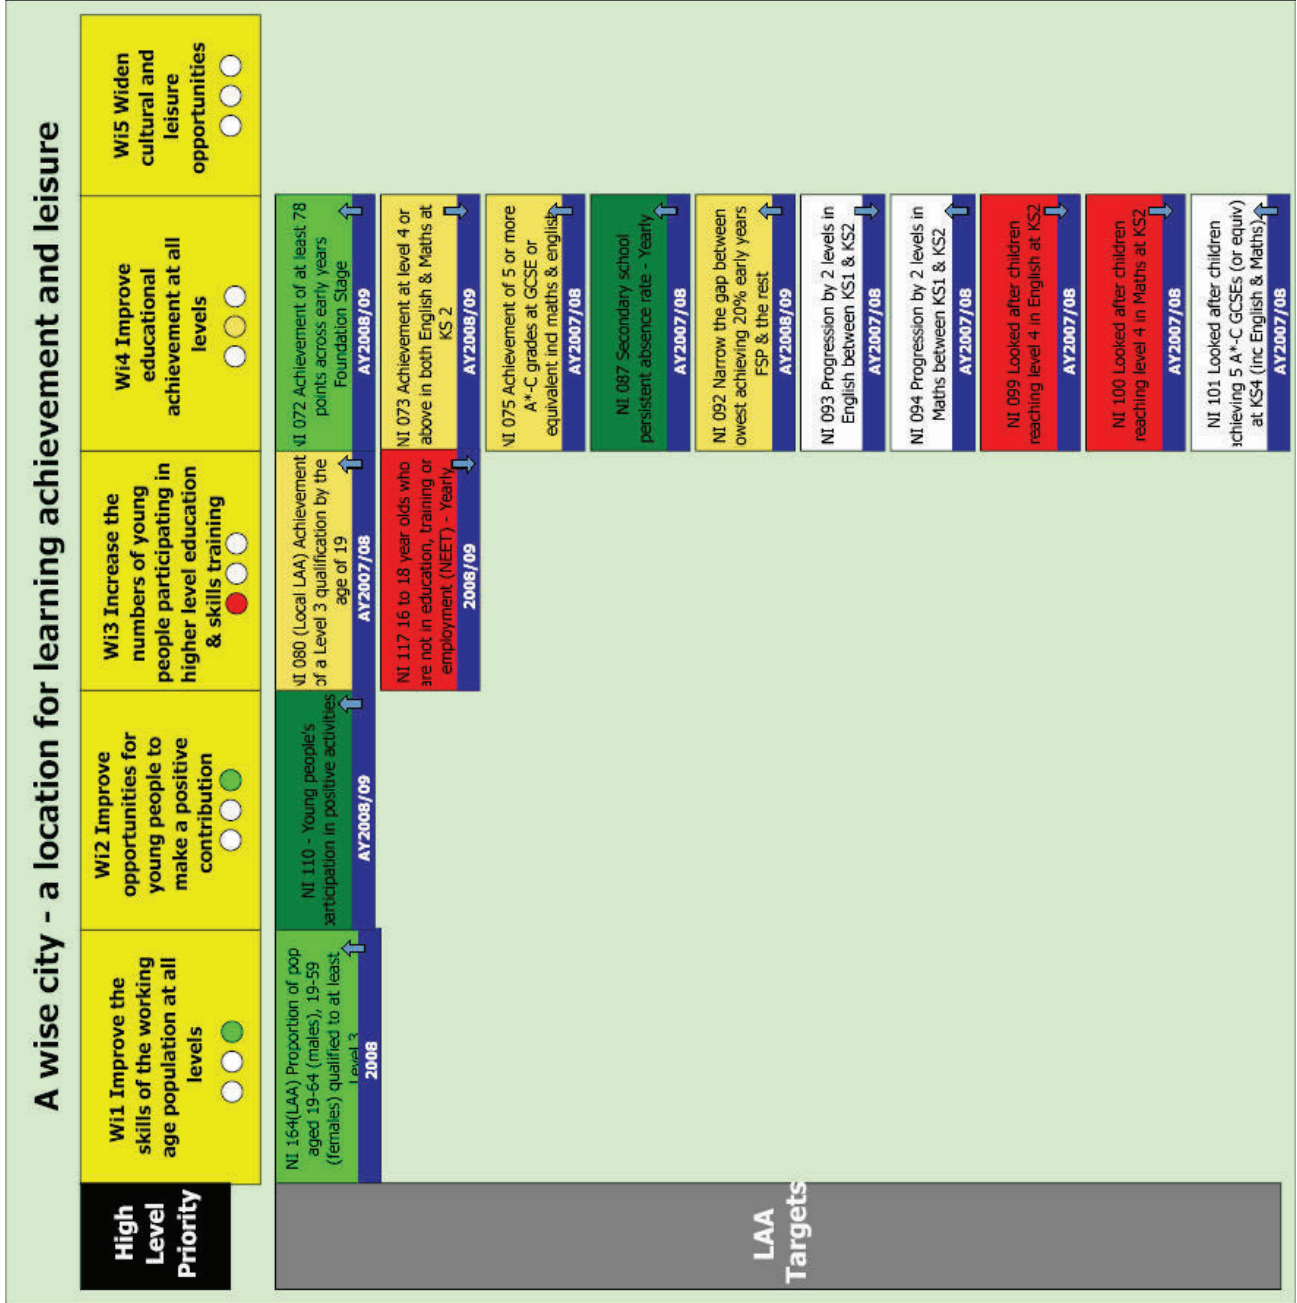 A wise city - a location for learning achievement and leisure
High
Level
Priority
Wi1 Improve the
skills of the working
age population at all
levels
Wi2 Improve
opportunities for
young people to
make a positive
contribution
Wi3 Increase the
numbers of young
people participating in
higher level education
& skills training
Wi4 Improve
educational
achievement at all
levels
Wi5 Widen
cultural and
leisure
opportunities
LAA
Targets
NI 164(LAA) Proportion of pop
aged 19-64 (males), 19-59
(females) qualified to at least
Level 3
2008
NI 110 - Young people's
participation in positive activities
AY2008/09
NI 080 (Local LAA) Achievement
of a Level 3 qualification by the
age of 19
AY2007/08
NI 117 16 to 18 year olds who
are not in education, training or
employment (NEET) - Yearly
2008/09
NI 072 Achievement of at least 78
points across early years
Foundation Stage
AY2008/09
NI 073 Achievement at level 4 or
above in both English & Maths at
KS 2
AY2008/09
NI 075 Achievement of 5 or more
A*-C grades at GCSE or
equivalent ind maths & english
AY2007/08
NI 087 Secondary school
persistent absence rate - Yearly
AY2007/08
NI 092 Narrow the gap between
owest achieving 20% early years
FSP & the rest
AY2008/09
NI 093 Progression by 2 levels in
English between KS1 & KS2
AY2007/08
NI 094 Progression by 2 levels in
Maths between KS1 & KS2
AY2007/08
NI 099 Looked after children
reaching level 4 in English at KS2
AY2007/08
NI 100 Looked after children
reaching level 4 in Maths at KS2
AY2007/08
NI 101 Looked after children
achieving 5 A*-C GCSEs (or equiv)
at KS4 (inc English & Maths)
AY2007/08